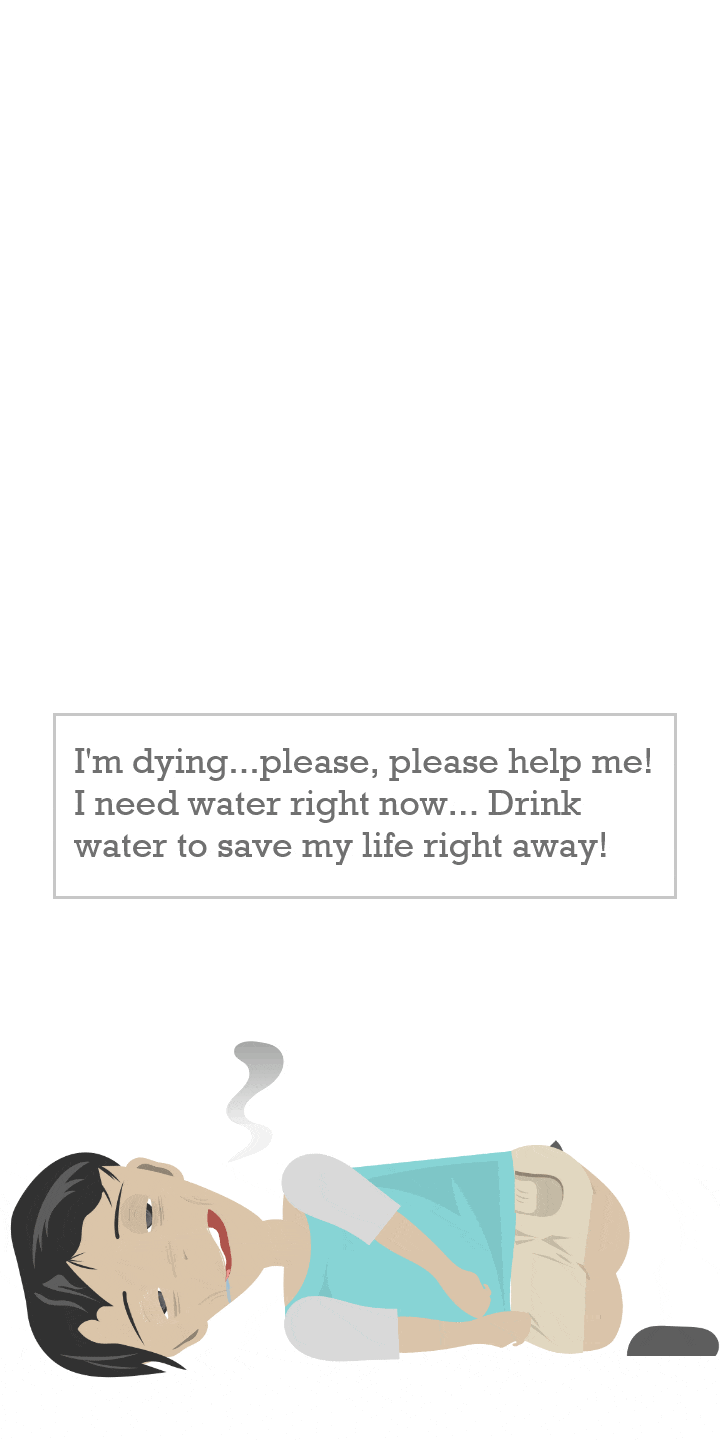 I'm dying...please, please help me!
I need water right now... Drink
water to save my life right away!